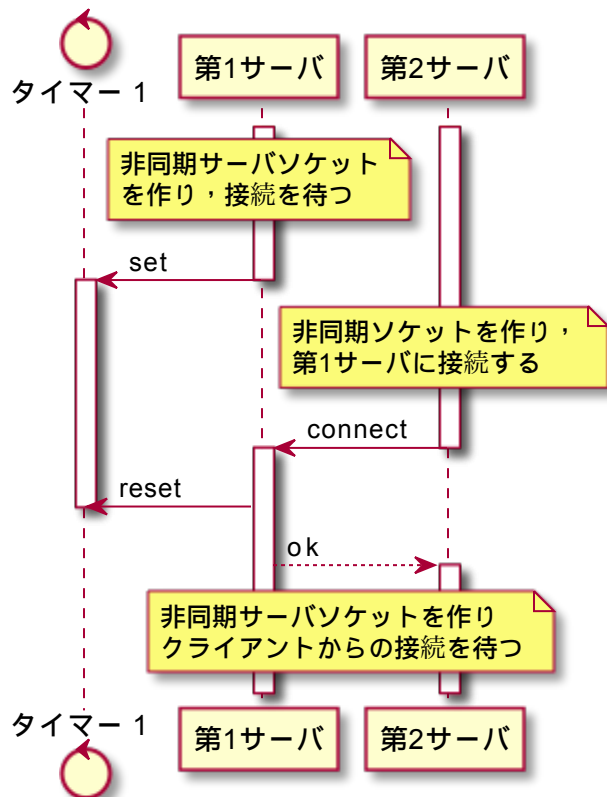 タイマー 1
第1サーバ
第2サーバ
非同期サーバソケット
を作り，接続を待つ
set
非同期ソケットを作り，
第1サーバに接続する
connect
reset
ok
非同期サーバソケットを作り
クライアントからの接続を待つ
タイマー 1
第1サーバ
第2サーバ